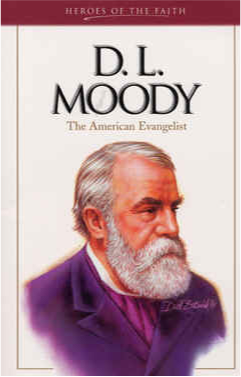 HEROES OF THE FAITH
D. L.
MOODY
The American Evangelist